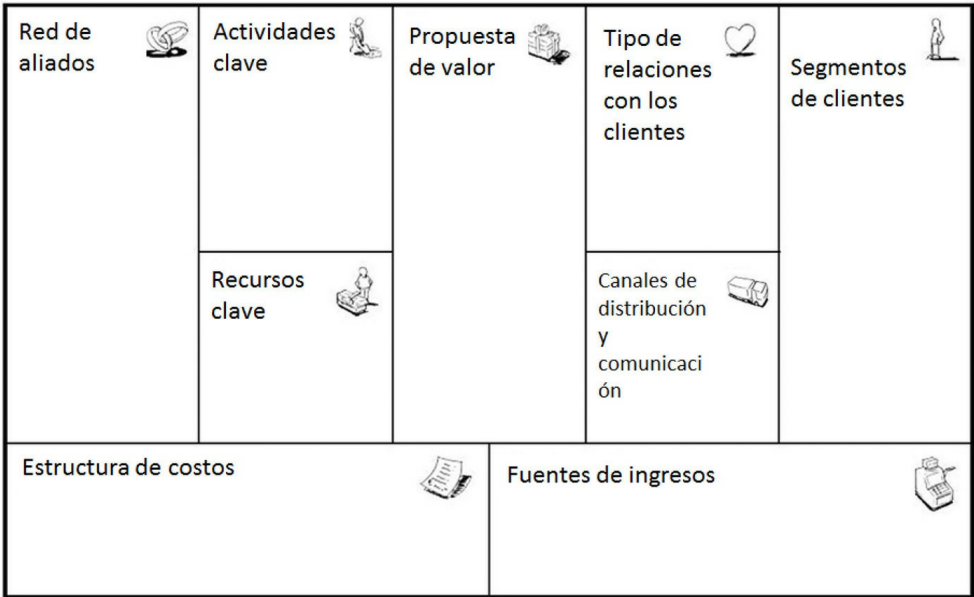 Red de
aliados
Actividades
clave
Propuesta
de valor
Tipo de
relaciones
con los
clientes
Segmentos
de clientes
Recursos
clave
Canales de
distribución
y
comunicaci
ón
Estructura de costos
Fuentes de ingresos